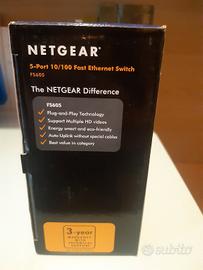 NETGEAR®
5-Port 10/100 Fast Ethernet Switch
FS605
The NETGEAR Difference
FS605
✓ Plug-and-Play Technology
✓ Support Multiple HD videos
✓ Energy smart and eco-friendly
✓ Auto Uplink without special cables
✓ Best value in category
3-year
WARRANTY
subito